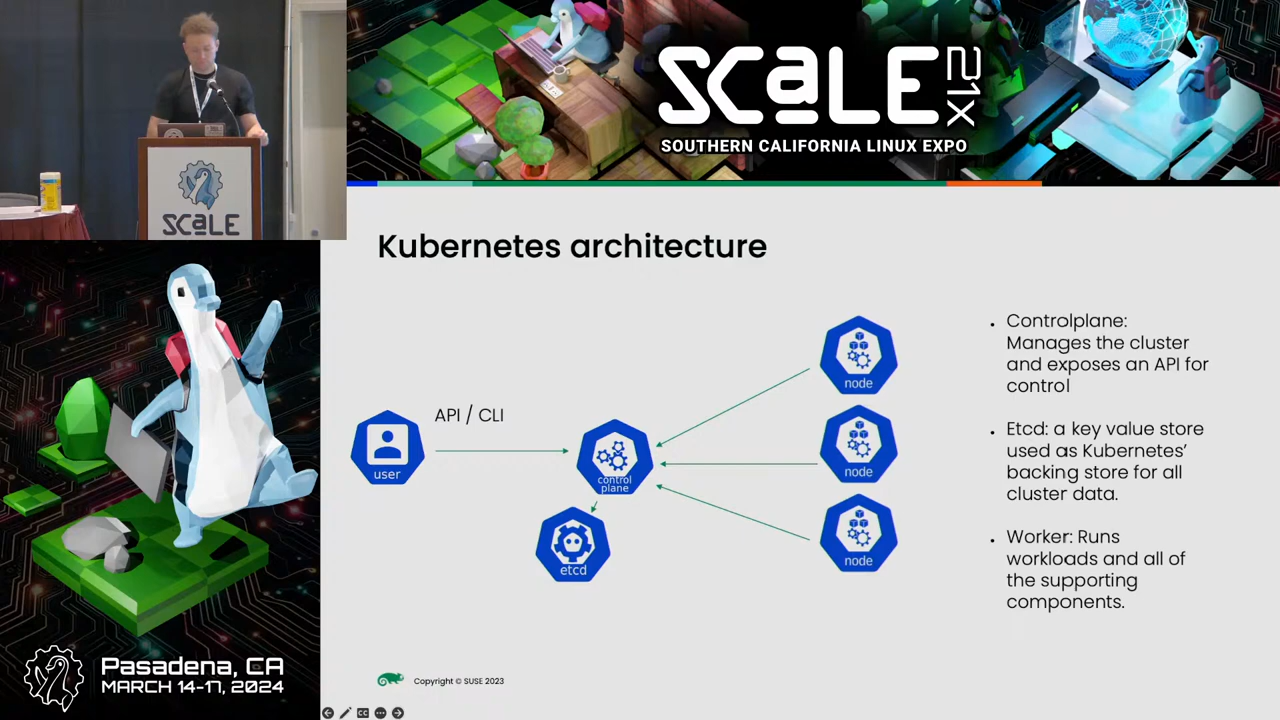 SCALE
SCALE 21X
SOUTHERN CALIFORNIA LINUX EXPO
Kubernetes architecture
API / CLI
user
control
plane
etcd
node
node
node
Controlplane:
Manages the cluster
and exposes an API for
control
Etcd: a key value store
used as Kubernetes’
backing store for all
cluster data.
Worker: Runs
workloads and all of
the supporting
components.
Copyright © SUSE 2023
CC
Pasadena, CA
MARCH 14-17, 2024